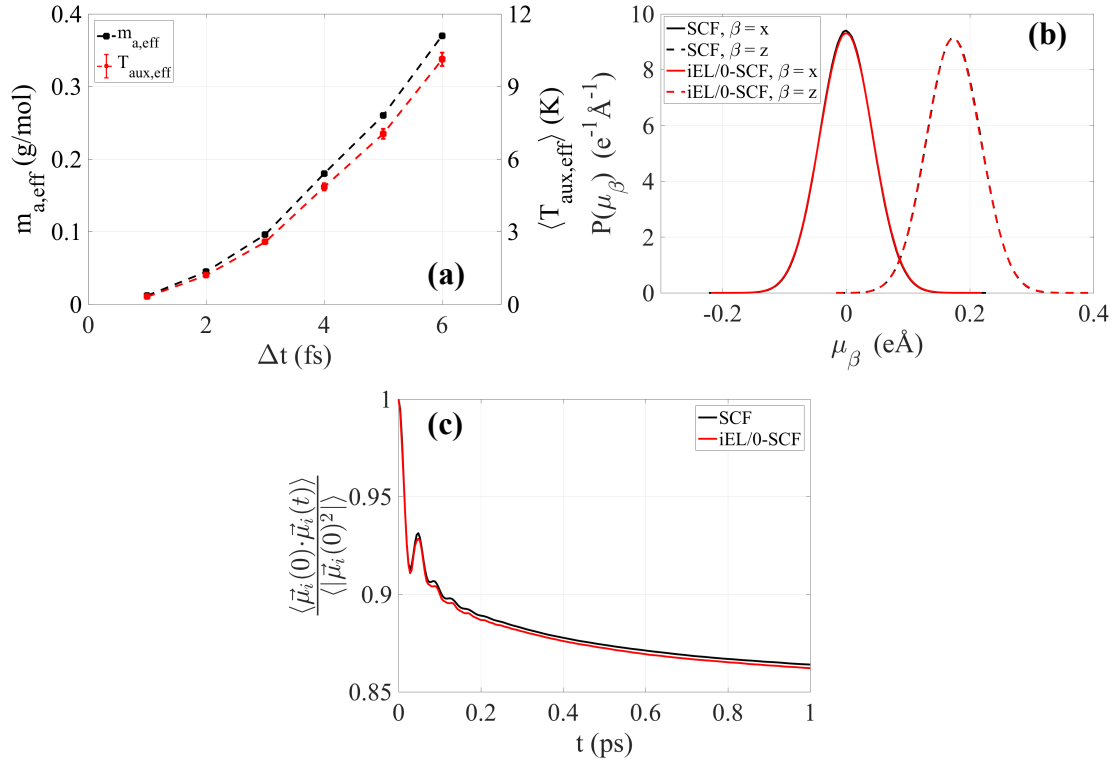 0.4
0.3
0.2
0.1
0
m_a,eff (g/mol)
m_a,eff
T_aux,eff
12
9
6
3
0
⟨T_aux,eff⟩ (K)
(a)
0
2
4
6
Δt (fs)
10
8
6
4
2
0
P(μ_β) (e⁻¹Å⁻¹)
SCF, β = x
SCF, β = z
iEL/0-SCF, β = x
iEL/0-SCF, β = z
(b)
-0.2
0
0.2
0.4
μ_β (eÅ)
1
0.95
0.9
0.85
⟨μ⃗_i(0)·μ⃗_i(t)⟩
⟨|μ⃗_i(0)²|⟩
(c)
SCF
iEL/0-SCF
0
0.2
0.4
0.6
0.8
1
t (ps)